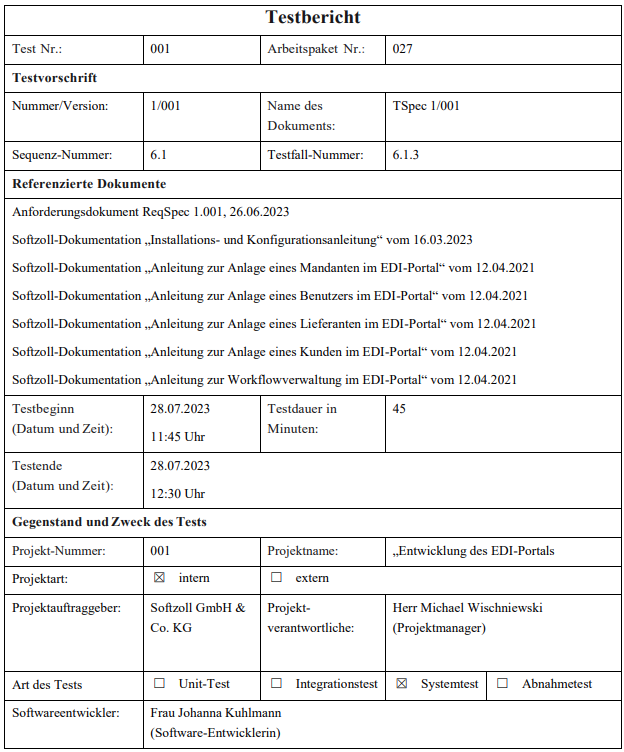 Testbericht
Test Nr.: 001 Arbeitspaket Nr.: 027
Testvorschrift
Nummer/Version: 1/001 Name des Dokuments: TSpec 1/001
Sequenz-Nummer: 6.1 Testfall-Nummer: 6.1.3
Referenzierte Dokumente
Anforderungsdokument ReqSpec 1.001, 26.06.2023
Softzoll-Dokumentation „Installations- und Konfigurationsanleitung“ vom 16.03.2023
Softzoll-Dokumentation „Anleitung zur Anlage eines Mandanten im EDI-Portal“ vom 12.04.2021
Softzoll-Dokumentation „Anleitung zur Anlage eines Benutzers im EDI-Portal“ vom 12.04.2021
Softzoll-Dokumentation „Anleitung zur Anlage eines Lieferanten im EDI-Portal“ vom 12.04.2021
Softzoll-Dokumentation „Anleitung zur Anlage eines Kunden im EDI-Portal“ vom 12.04.2021
Softzoll-Dokumentation „Anleitung zur Workflowverwaltung im EDI-Portal“ vom 12.04.2021
Testbeginn
(Datum und Zeit):
28.07.2023
11:45 Uhr
Testdauer in
Minuten:
45
Testende
(Datum und Zeit):
28.07.2023
12:30 Uhr
Gegenstand und Zweck des Tests
Projekt-Nummer: 001 Projektname: „Entwicklung des EDI-Portals
Projektart: ☒ intern ☐ extern
Projektauftraggeber:
Softzoll GmbH &
Co. KG
Projekt-
verantwortliche:
Herr Michael Wischniewski
(Projektmanager)
Art des Tests ☐ Unit-Test ☐ Integrationstest ☒ Systemtest ☐ Abnahmetest
Softwareentwickler:
Frau Johanna Kuhlmann
(Software-Entwicklerin)